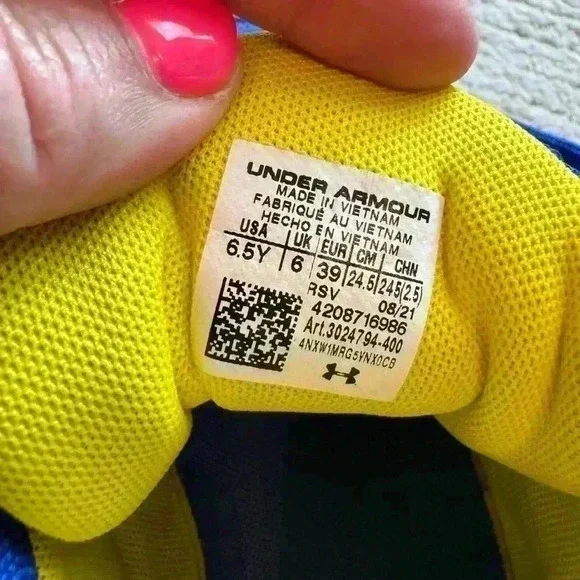 UNDER ARMOUR
MADE IN VIETNAM
FABRIQUÉ AU VIETNAM
HECHO EN VIETNAM
USA UK EUR CM CHN
6.5Y 6 39 24.5 245(2.5)
RSV 08/21
4208716986
Art.3024794-400
4NXW1MRG5VNX0CB